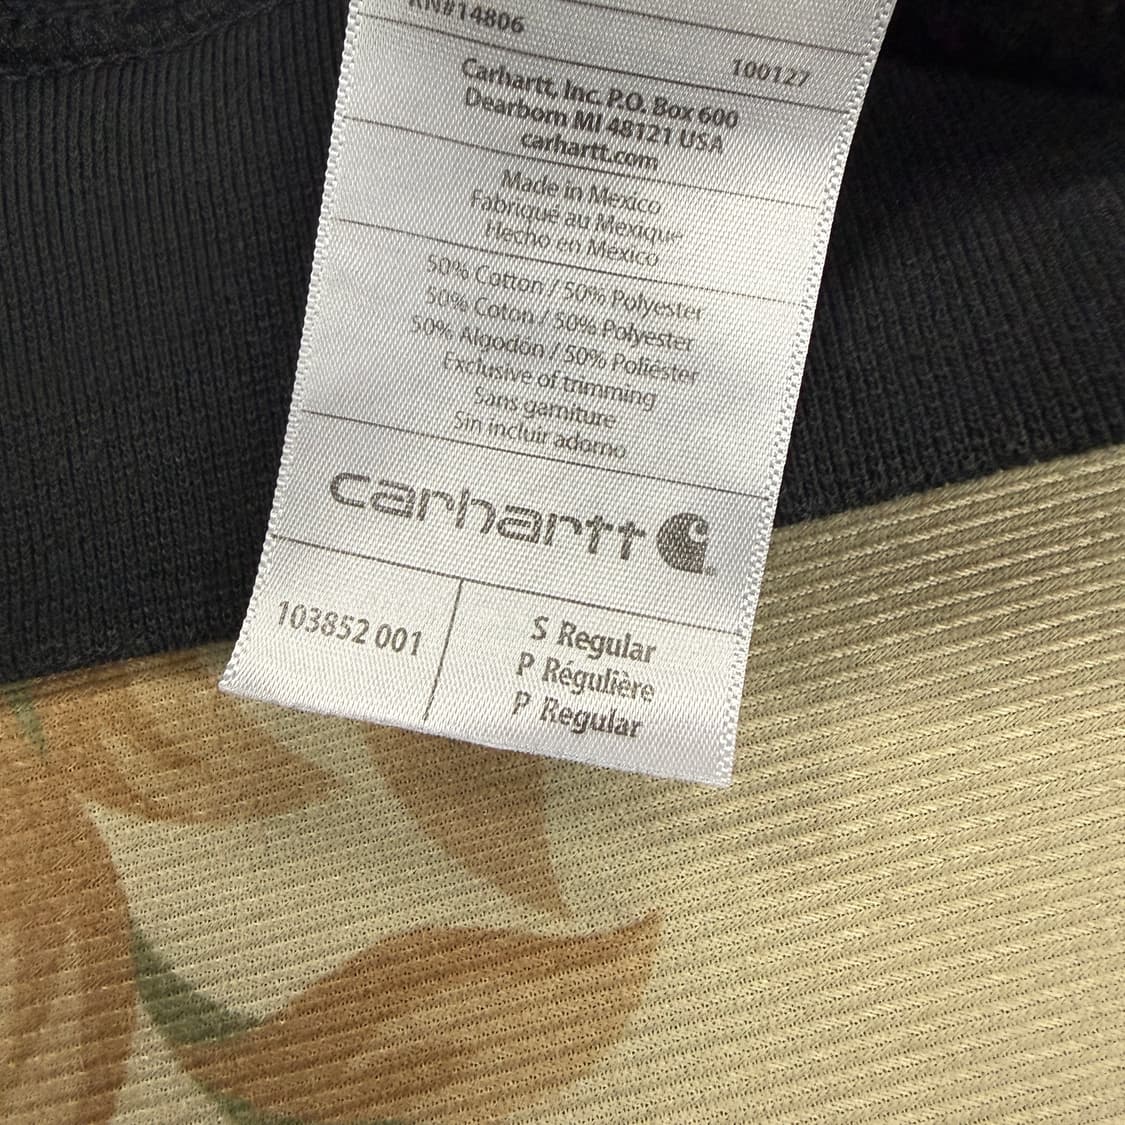 RN#14806
100127
Carhartt, Inc. P.O. Box 600
Dearborn MI 48121 USA
carhartt.com
Made in Mexico
Fabriqué au Mexique
Hecho en Mexico
50% Cotton / 50% Polyester
50% Coton / 50% Polyester
50% Algodón / 50% Poliéster
Exclusive of trimming
Sans garniture
Sin incluir adorno
carhartt
103852 001
S Regular
P Régulière
P Regular